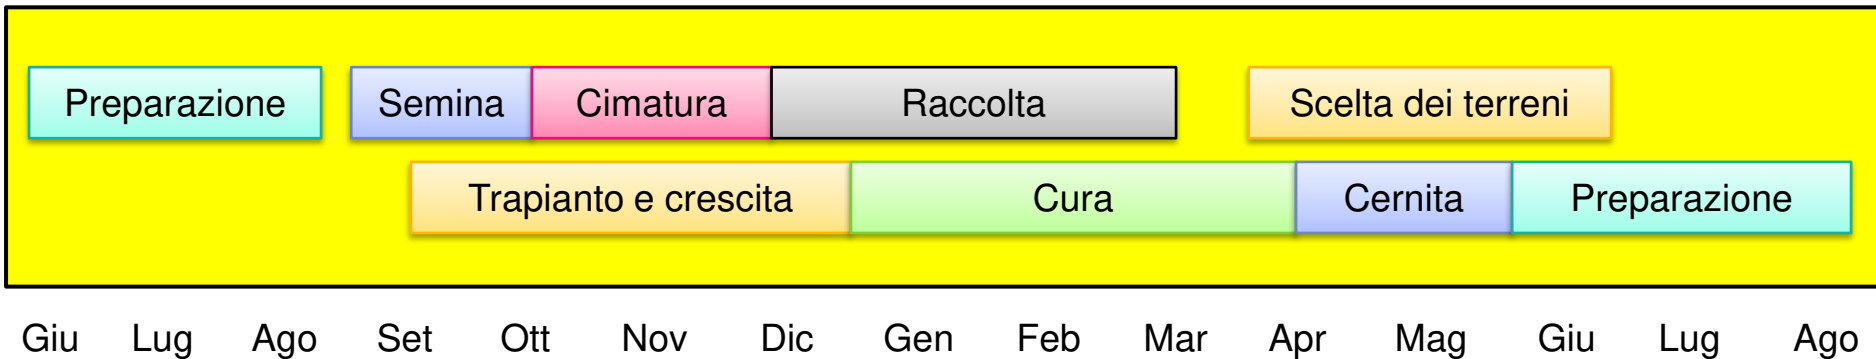 Preparazione Semina Cimatura Raccolta Scelta dei terreni
Trapianto e crescita Cura Cernita Preparazione
Giu Lug Ago Set Ott Nov Dic Gen Feb Mar Apr Mag Giu Lug Ago